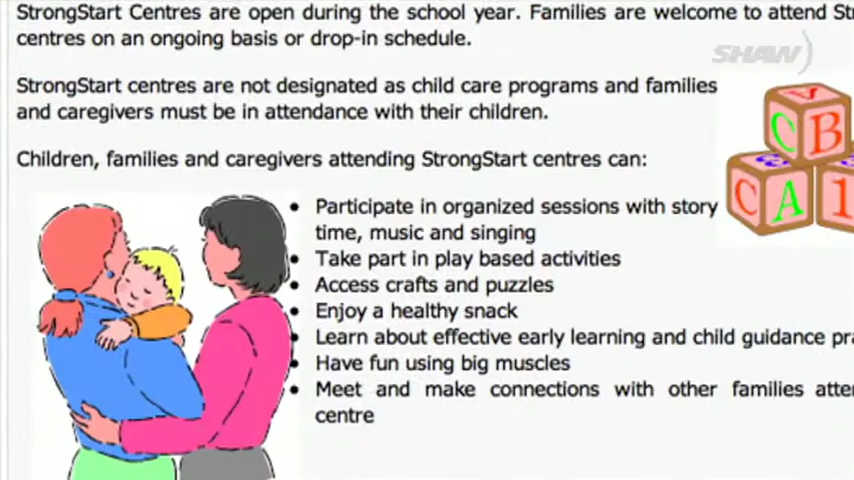 StrongStart Centres are open during the school year. Families are welcome to attend
centres on an ongoing basis or drop-in schedule.
SHAW)
StrongStart centres are not designated as child care programs and families
and caregivers must be in attendance with their children.
Children, families and caregivers attending StrongStart centres can:
C B
C A 1
• Participate in organized sessions with story
time, music and singing
• Take part in play based activities
• Access crafts and puzzles
• Enjoy a healthy snack
• Learn about effective early learning and child guidance
• Have fun using big muscles
• Meet and make connections with other families
centre